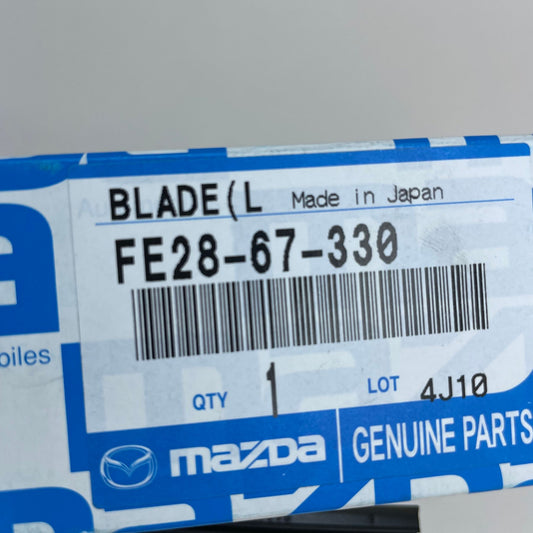 BLADE(L Made in Japan
FE28-67-330
QTY 1 LOT 4J10
mazda GENUINE PARTS